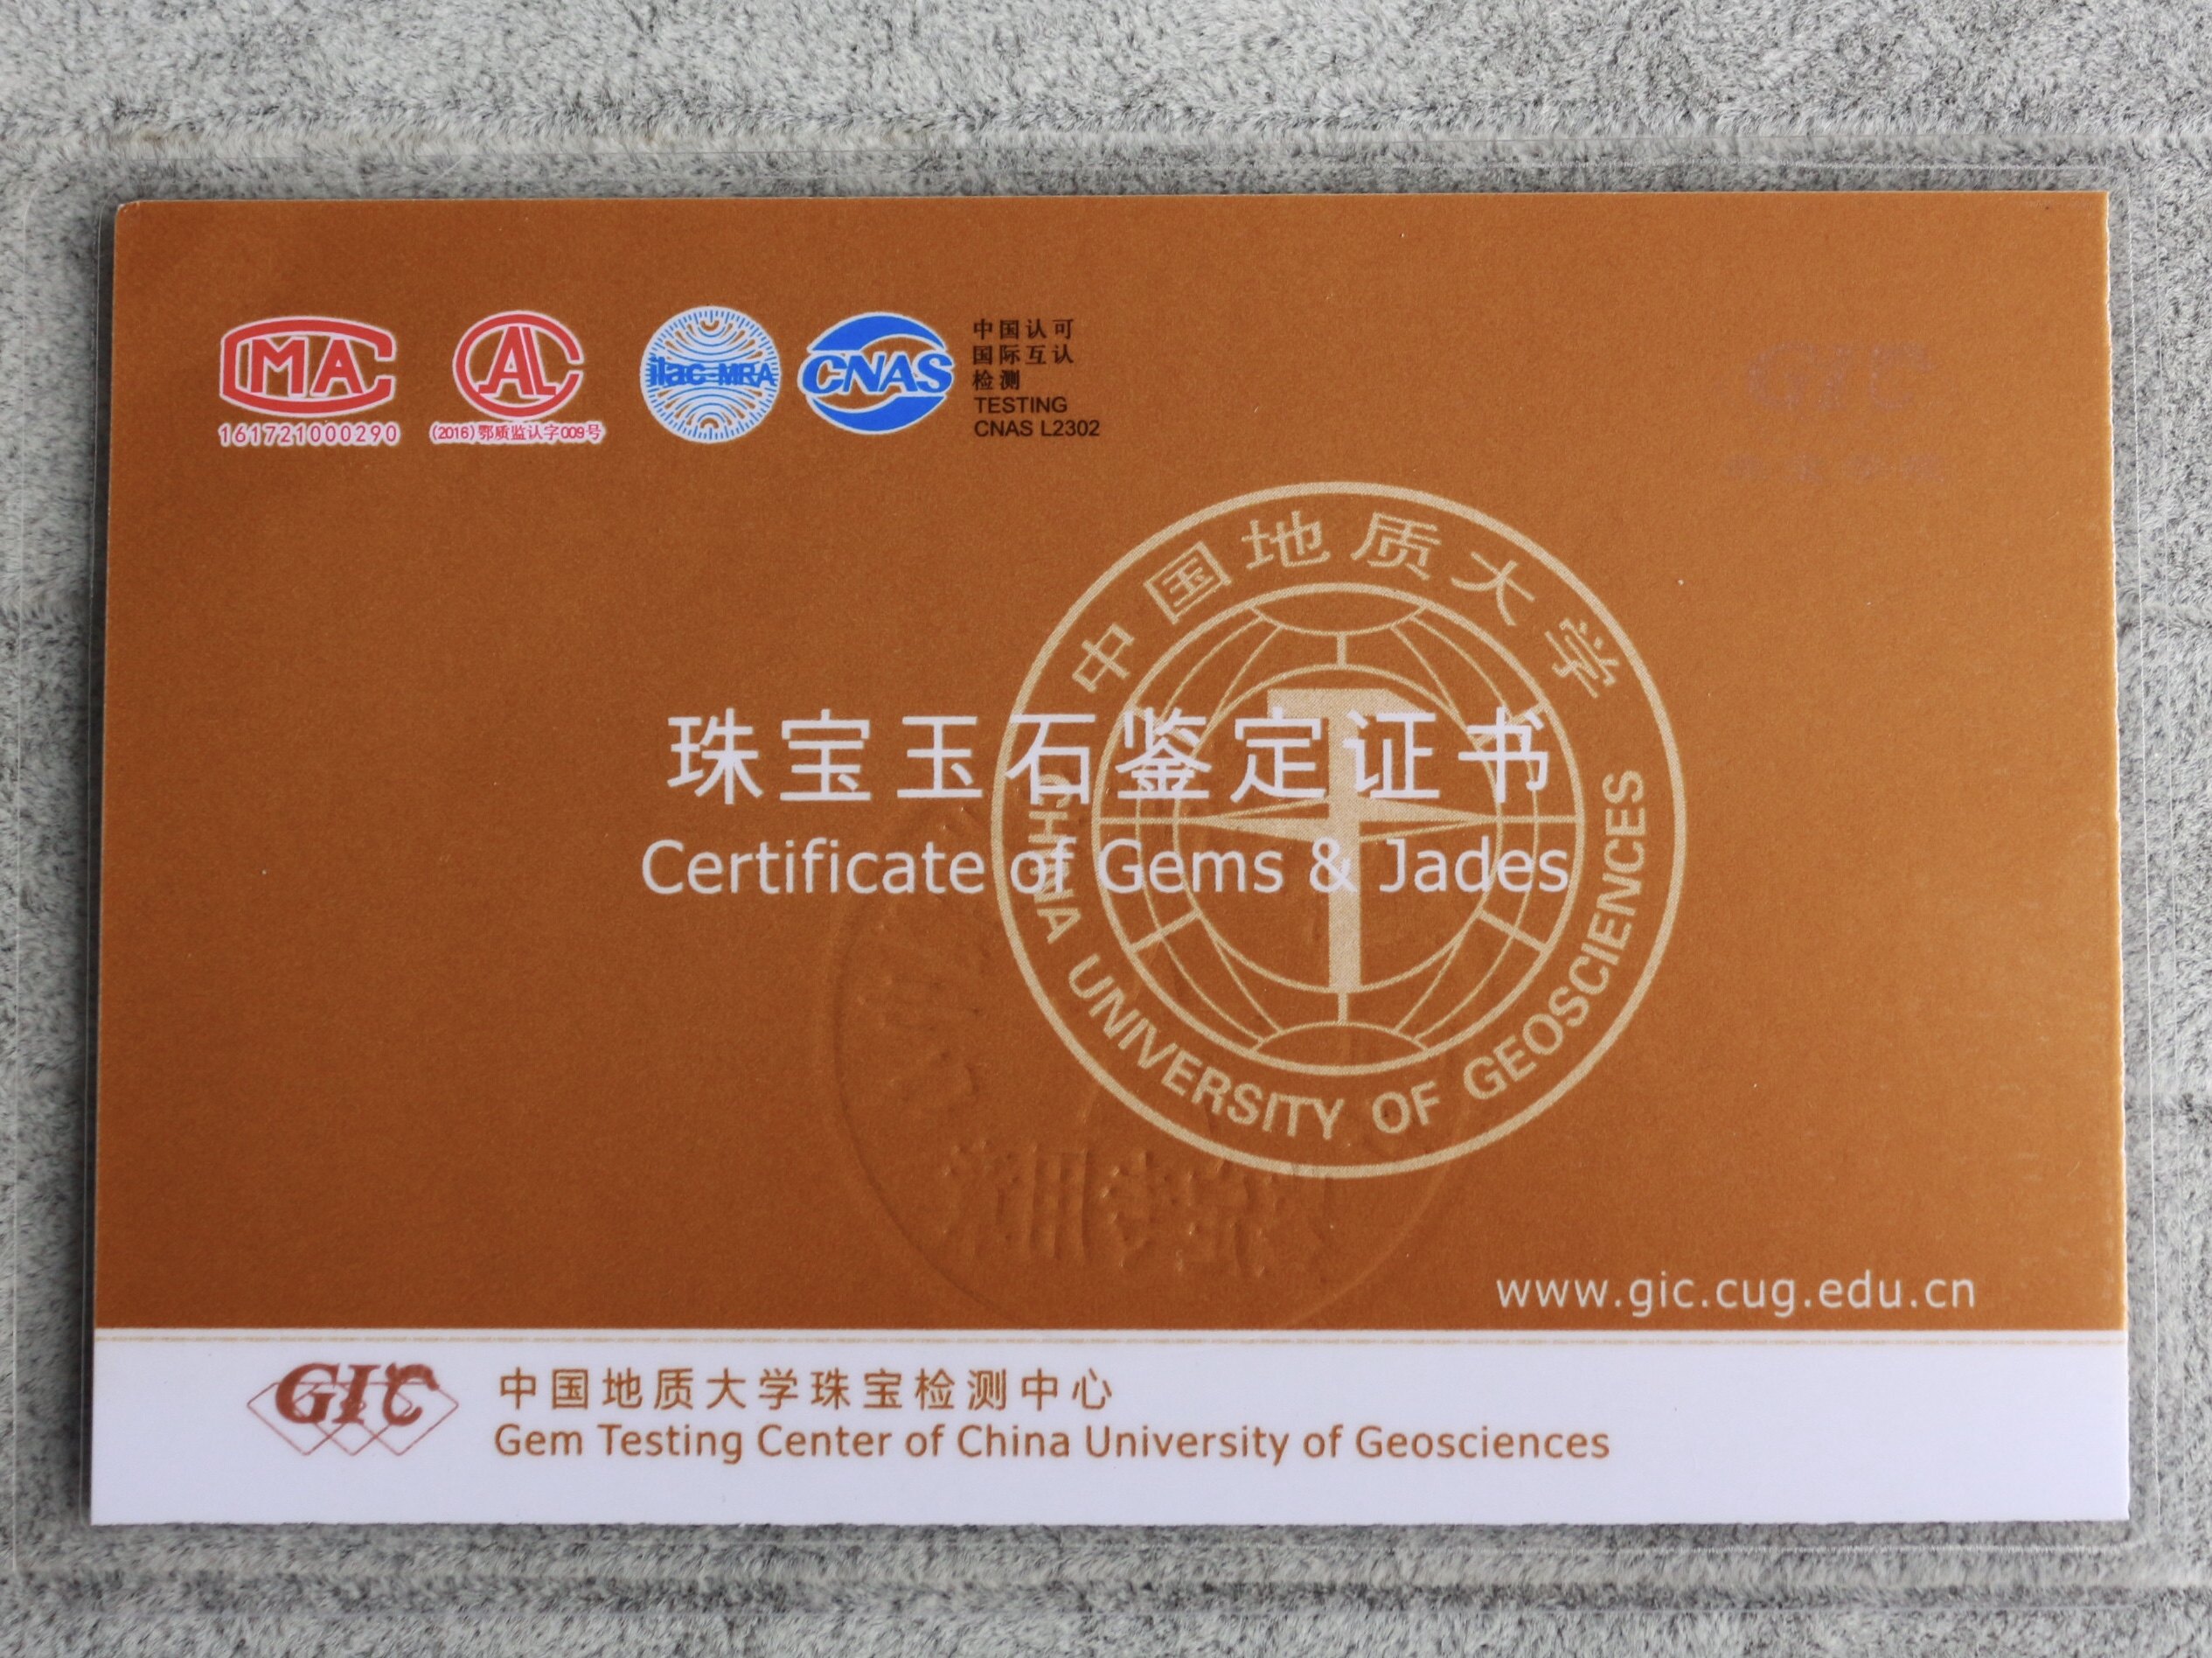 CMA
161721000290
CAL
(2016)鄂质监认字009号
ilac-MRA
CNAS
中国认可
国际互认
检测
TESTING
CNAS L2302
GIC
中国地质大学
CHINA UNIVERSITY OF GEOSCIENCES
珠宝玉石鉴定证书
Certificate of Gems & Jades
www.gic.cug.edu.cn
GIC
中国地质大学珠宝检测中心
Gem Testing Center of China University of Geosciences